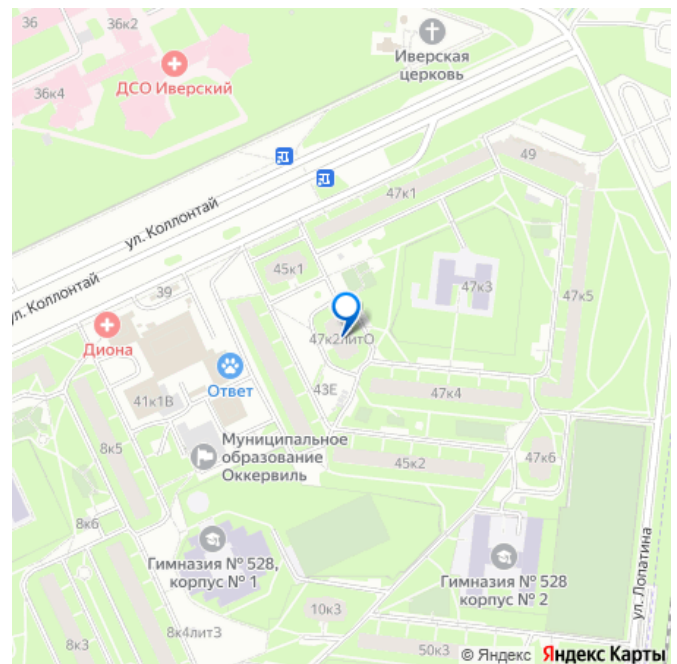 36
36к2
Иверская
церковь
ДСО Иверский
36к4
49
47к1
ул. Коллонтай
45к1
47к3
39
47к5
ул. Коллонтай
47к2литО
Диона
Ответ
43Е
47к4
41к1В
Муниципальное
образование
Оккервиль
8к5
45к2
47к6
8к6
Гимназия № 528,
корпус № 1
Гимназия № 528
корпус № 2
ул. Лопатина
10к3
8к4лит3
8к3
50к3
© Яндекс Яндекс Карты